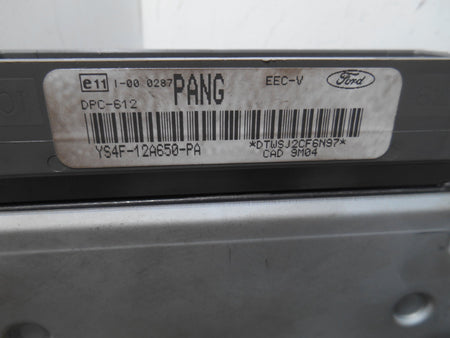 e11 1-00 0287 PANG EEC-V Ford
DPC-612
YS4F-12A650-PA *DTWSJ2CF6N97*
CAD 9M04